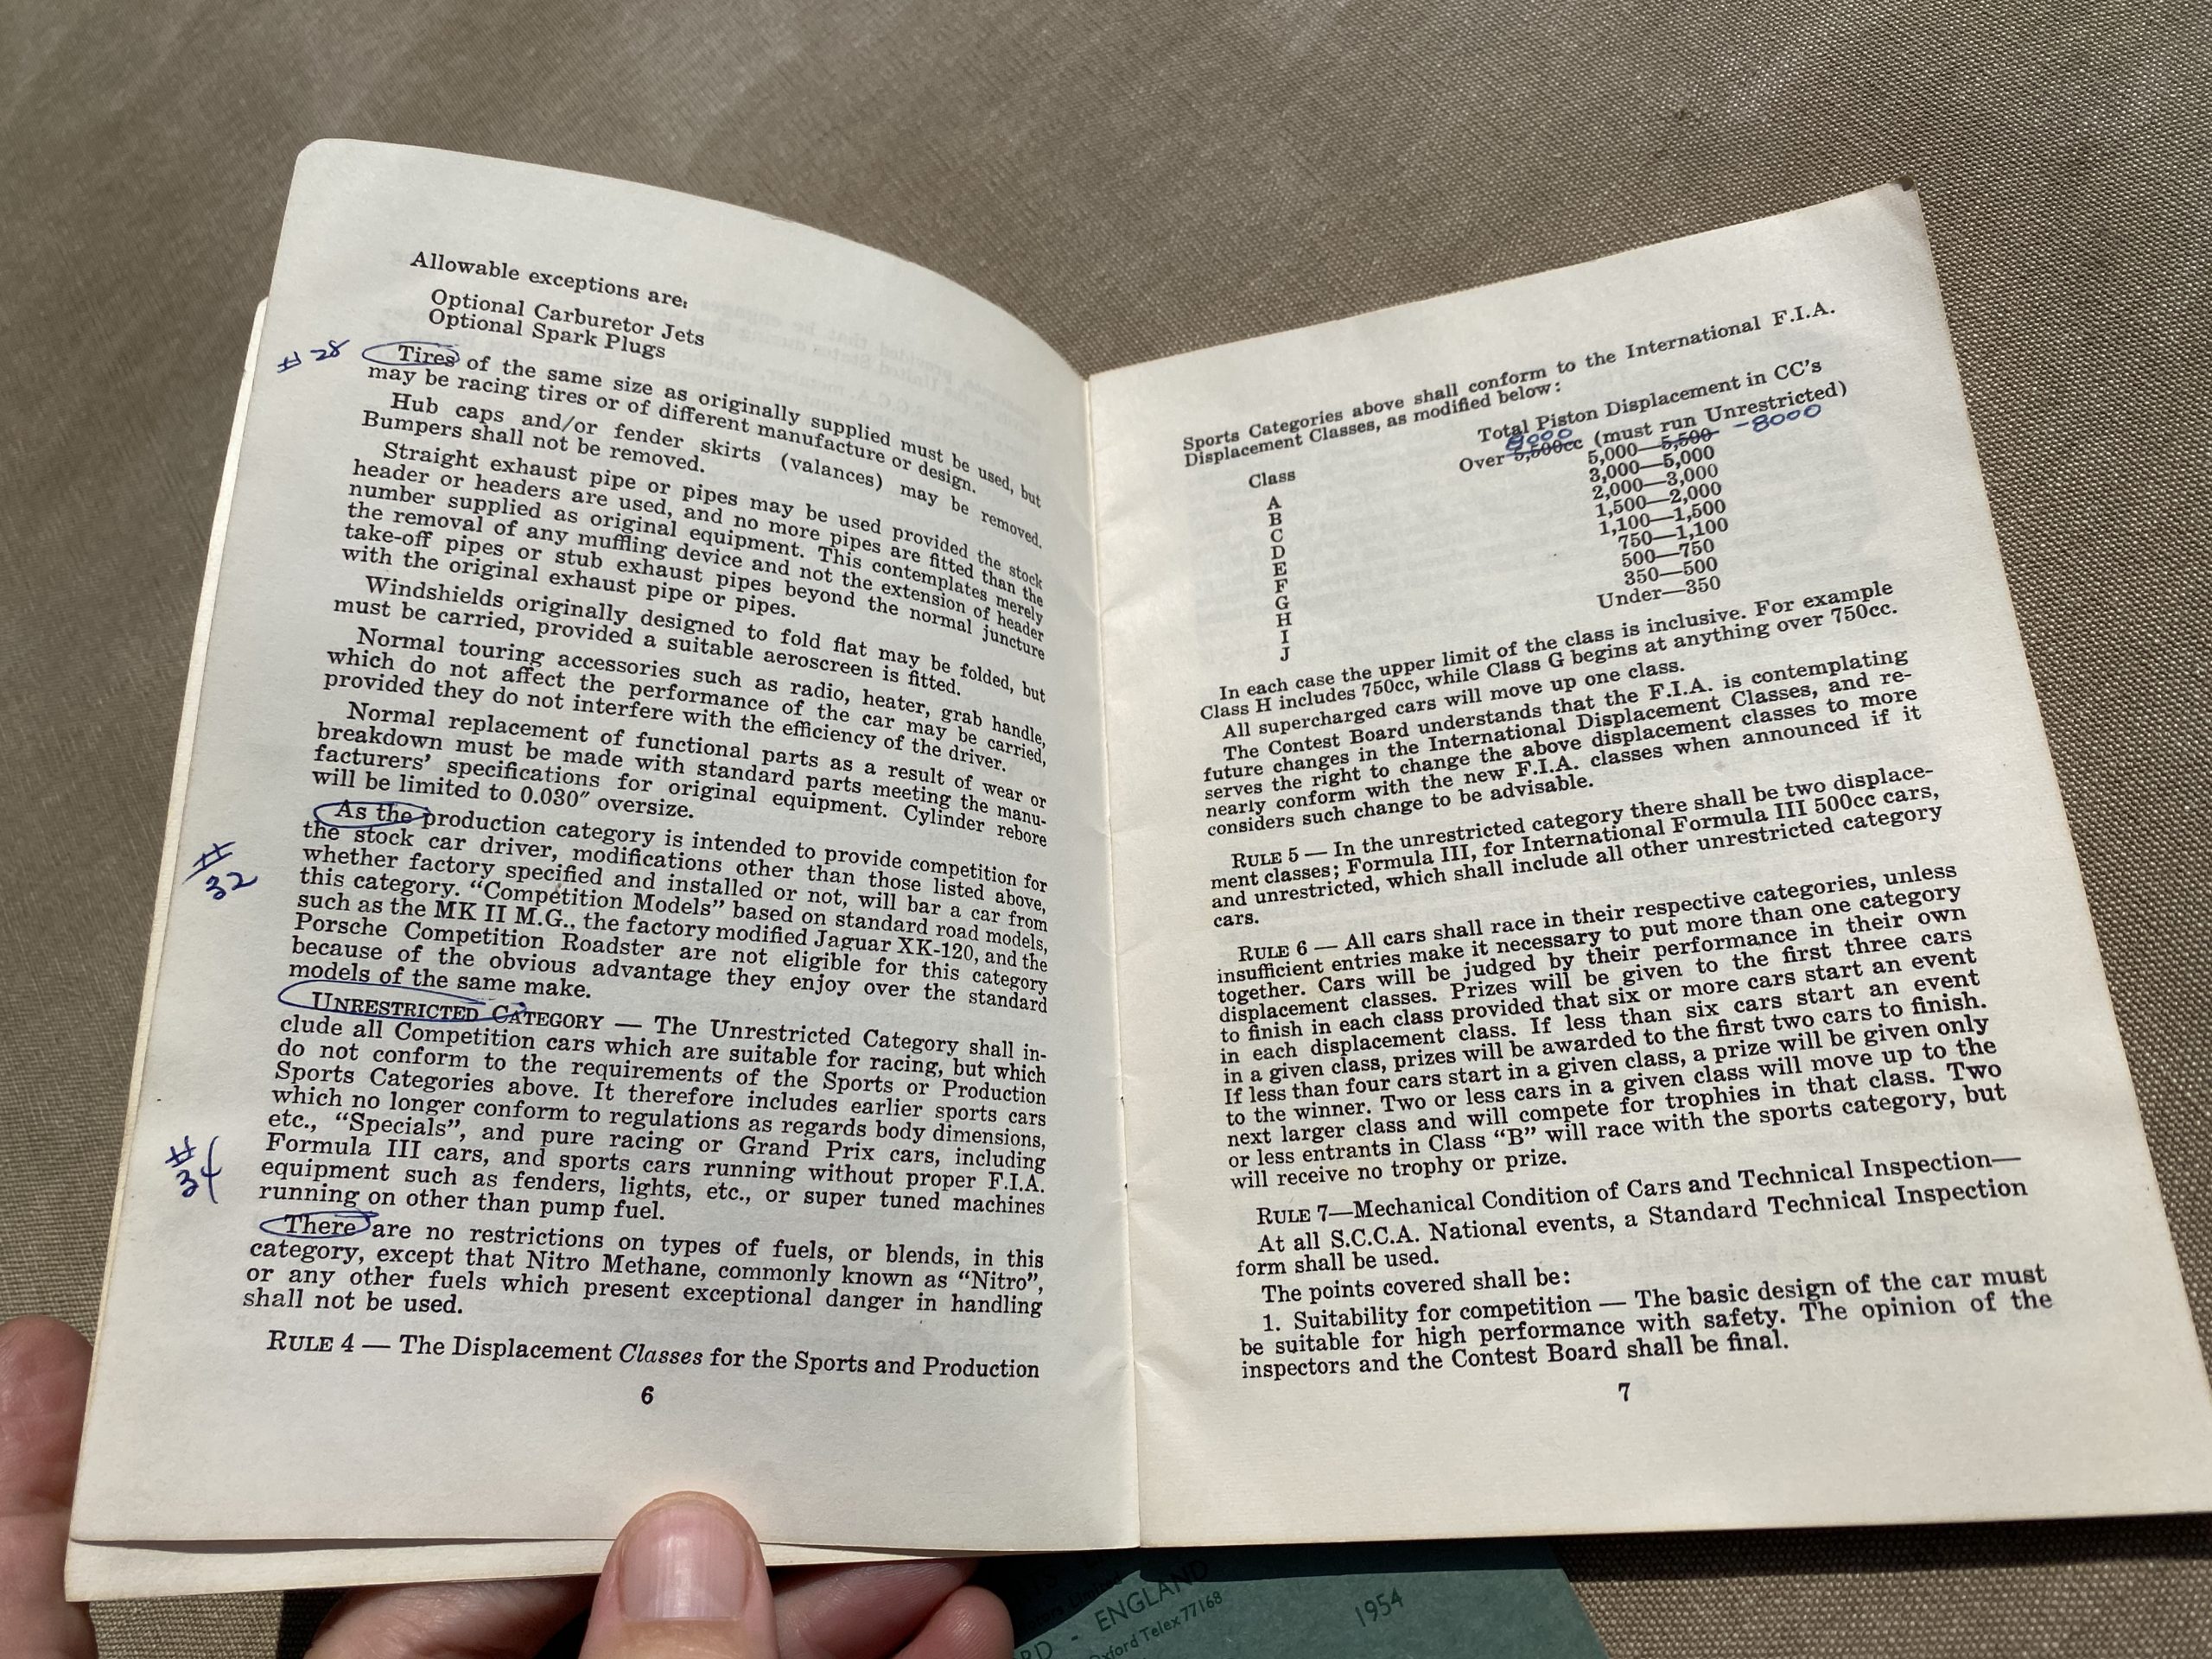 Allowable exceptions are:
Optional Carburetor Jets
Optional Spark Plugs
# 28
Tires of the same size as originally supplied must be used, but
may be racing tires or of different manufacture or design.
Hub caps and/or fender skirts (valances) may be removed.
Bumpers shall not be removed.
Straight exhaust pipe or pipes may be used provided the stock
header or headers are used, and no more pipes are fitted than the
number supplied as original equipment. This contemplates merely
the removal of any muffling device and not the extension of header
take-off pipes or stub exhaust pipes beyond the normal juncture
with the original exhaust pipe or pipes.
Windshields originally designed to fold flat may be folded, but
must be carried, provided a suitable aeroscreen is fitted.
Normal touring accessories such as radio, heater, grab handle,
which do not affect the performance of the car may be carried,
provided they do not interfere with the efficiency of the driver.
Normal replacement of functional parts as a result of wear or
breakdown must be made with standard parts meeting the manu-
facturers' specifications for original equipment. Cylinder rebore
will be limited to 0.030″ oversize.
# 32
As the production category is intended to provide competition for
the stock car driver, modifications other than those listed above,
whether factory specified and installed or not, will bar a car from
this category. "Competition Models" based on standard road models,
such as the MK II M.G., the factory modified Jaguar XK-120, and the
Porsche Competition Roadster are not eligible for this category
because of the obvious advantage they enjoy over the standard
models of the same make.
UNRESTRICTED CATEGORY — The Unrestricted Category shall in-
clude all Competition cars which are suitable for racing, but which
do not conform to the requirements of the Sports or Production
Sports Categories above. It therefore includes earlier sports cars
which no longer conform to regulations as regards body dimensions,
etc., "Specials", and pure racing or Grand Prix cars, including
Formula III cars, and sports cars running without proper F.I.A.
equipment such as fenders, lights, etc., or super tuned machines
running on other than pump fuel.
# 34
There are no restrictions on types of fuels, or blends, in this
category, except that Nitro Methane, commonly known as "Nitro",
or any other fuels which present exceptional danger in handling
shall not be used.
RULE 4 — The Displacement Classes for the Sports and Production
6
Sports Categories above shall conform to the International F.I.A.
Displacement Classes, as modified below:
Class Total Piston Displacement in CC's
8000
A Over 5,500cc (must run Unrestricted)
B 5,000—5,500 -8000
C 3,000—5,000
D 2,000—3,000
E 1,500—2,000
F 1,100—1,500
G 750—1,100
H 500—750
I 350—500
J Under—350
In each case the upper limit of the class is inclusive. For example
Class H includes 750cc, while Class G begins at anything over 750cc.
All supercharged cars will move up one class.
The Contest Board understands that the F.I.A. is contemplating
future changes in the International Displacement Classes, and re-
serves the right to change the above displacement classes to more
nearly conform with the new F.I.A. classes when announced if it
considers such change to be advisable.
RULE 5 — In the unrestricted category there shall be two displace-
ment classes; Formula III, for International Formula III 500cc cars,
and unrestricted, which shall include all other unrestricted category
cars.
RULE 6 — All cars shall race in their respective categories, unless
insufficient entries make it necessary to put more than one category
together. Cars will be judged by their performance in their own
displacement classes. Prizes will be given to the first three cars
to finish in each class provided that six or more cars start an event
in each displacement class. If less than six cars start an event
in a given class, prizes will be awarded to the first two cars to finish.
If less than four cars start in a given class, a prize will be given only
to the winner. Two or less cars in a given class will move up to the
next larger class and will compete for trophies in that class. Two
or less entrants in Class "B" will race with the sports category, but
will receive no trophy or prize.
RULE 7—Mechanical Condition of Cars and Technical Inspection—
At all S.C.C.A. National events, a Standard Technical Inspection
form shall be used.
The points covered shall be:
1. Suitability for competition — The basic design of the car must
be suitable for high performance with safety. The opinion of the
inspectors and the Contest Board shall be final.
7
Limited
ENGLAND
Telex 77168
1954